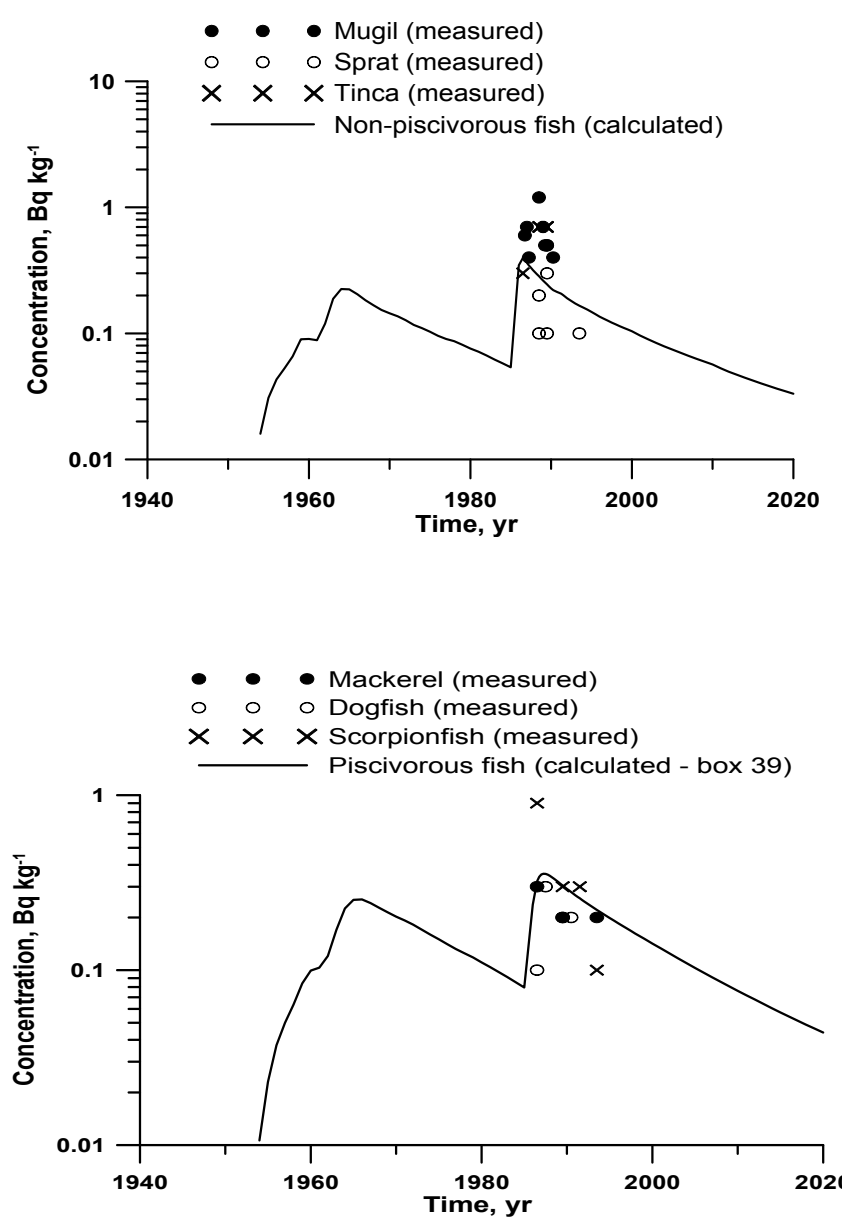 Mugil (measured)
Sprat (measured)
Tinca (measured)
Non-piscivorous fish (calculated)
10
1
0.1
0.01
Concentration, Bq kg-1
1940 1960 1980 2000 2020
Time, yr
Mackerel (measured)
Dogfish (measured)
Scorpionfish (measured)
Piscivorous fish (calculated - box 39)
1
0.1
0.01
Concentration, Bq kg-1
1940 1960 1980 2000 202
Time, yr